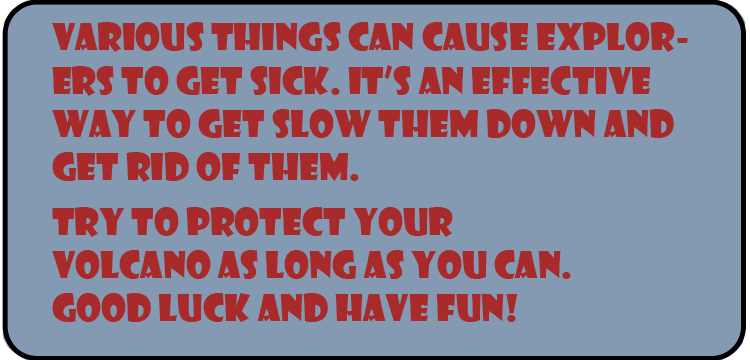 VARIOUS THINGS CAN CAUSE EXPLOR-
ERS TO GET SICK. IT'S AN EFFECTIVE
WAY TO GET SLOW THEM DOWN AND
GET RID OF THEM.
TRY TO PROTECT YOUR
VOLCANO AS LONG AS YOU CAN.
GOOD LUCK AND HAVE FUN!